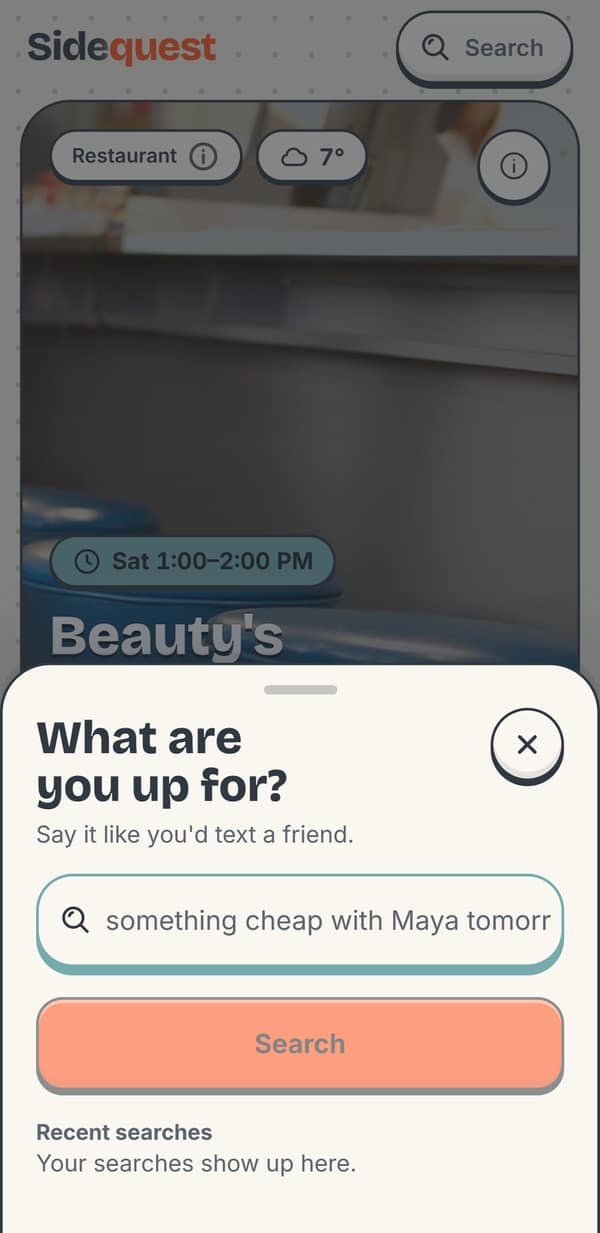 Sidequest
Search
Restaurant
7°
Sat 1:00–2:00 PM
Beauty's
What are
you up for?
Say it like you'd text a friend.
something cheap with Maya tomorr
Search
Recent searches
Your searches show up here.